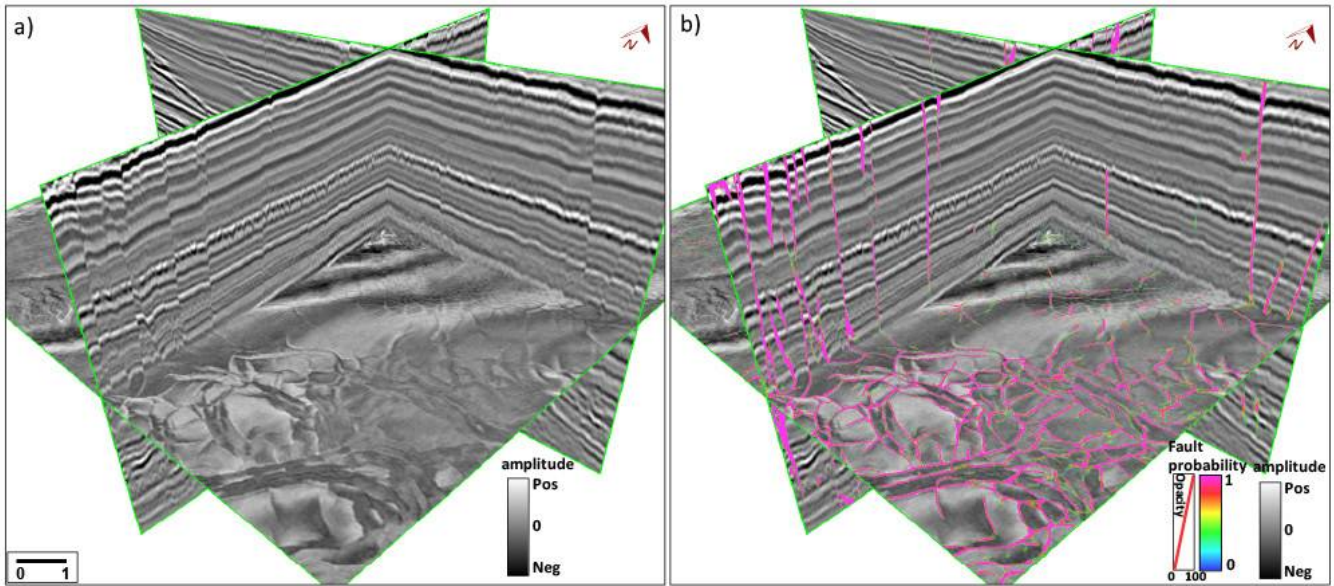 a)
N
amplitude
Pos
0
Neg
0 1
b)
N
Fault
probability
Opacity
0 100
1
0
amplitude
Pos
0
Neg